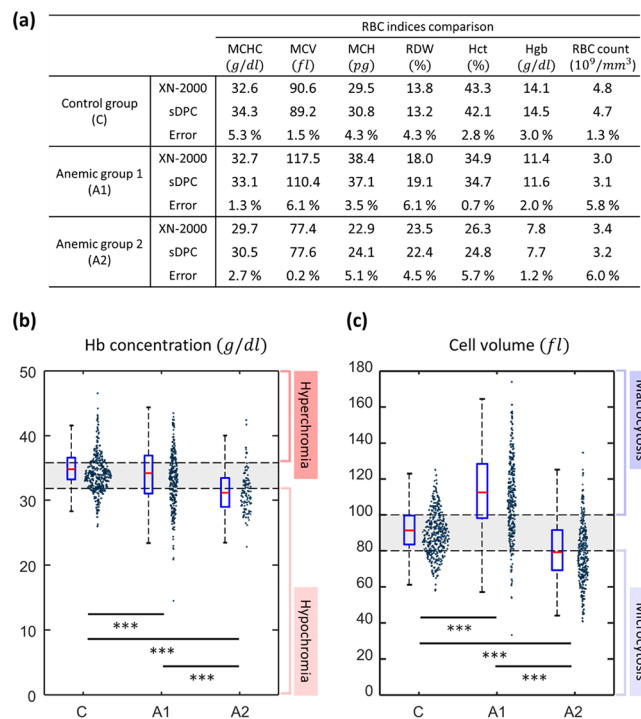 (a)
RBC indices comparison
MCHC MCV MCH RDW Hct Hgb RBC count
(g/dl) (fl) (pg) (%) (%) (g/dl) (10⁹/mm³)
Control group (C)
XN-2000 32.6 90.6 29.5 13.8 43.3 14.1 4.8
sDPC 34.3 89.2 30.8 13.2 42.1 14.5 4.7
Error 5.3 % 1.5 % 4.3 % 4.3 % 2.8 % 3.0 % 1.3 %
Anemic group 1 (A1)
XN-2000 32.7 117.5 38.4 18.0 34.9 11.4 3.0
sDPC 33.1 110.4 37.1 19.1 34.7 11.6 3.1
Error 1.3 % 6.1 % 3.5 % 6.1 % 0.7 % 2.0 % 5.8 %
Anemic group 2 (A2)
XN-2000 29.7 77.4 22.9 23.5 26.3 7.8 3.4
sDPC 30.5 77.6 24.1 22.4 24.8 7.7 3.2
Error 2.7 % 0.2 % 5.1 % 4.5 % 5.7 % 1.2 % 6.0 %
(b)
Hb concentration (g/dl)
50
40
30
20
10
0
Hyperchromia
Hypochromia
***
***
***
C A1 A2
(c)
Cell volume (fl)
180
160
140
120
100
80
60
40
20
0
Macrocytosis
Microcytosis
***
***
***
C A1 A2